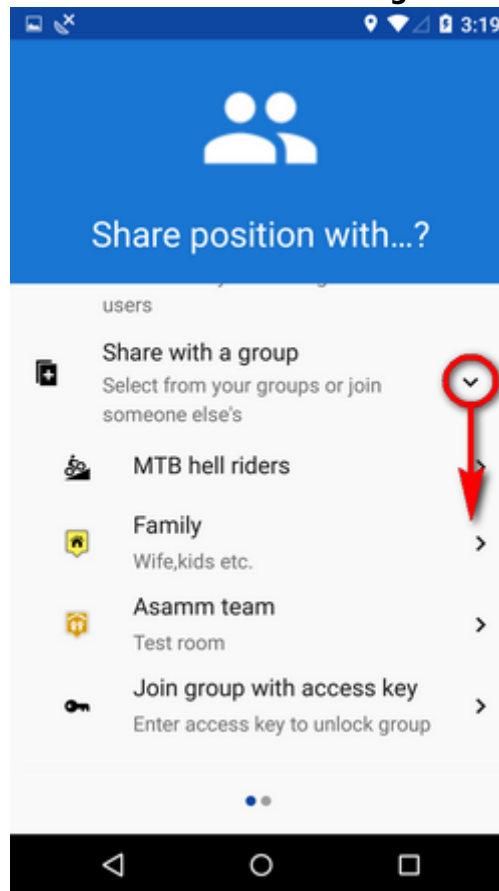 3:19
Share position with...?
users
Share with a group
Select from your groups or join
someone else's
MTB hell riders
Family
Wife,kids etc.
Asamm team
Test room
Join group with access key
Enter access key to unlock group